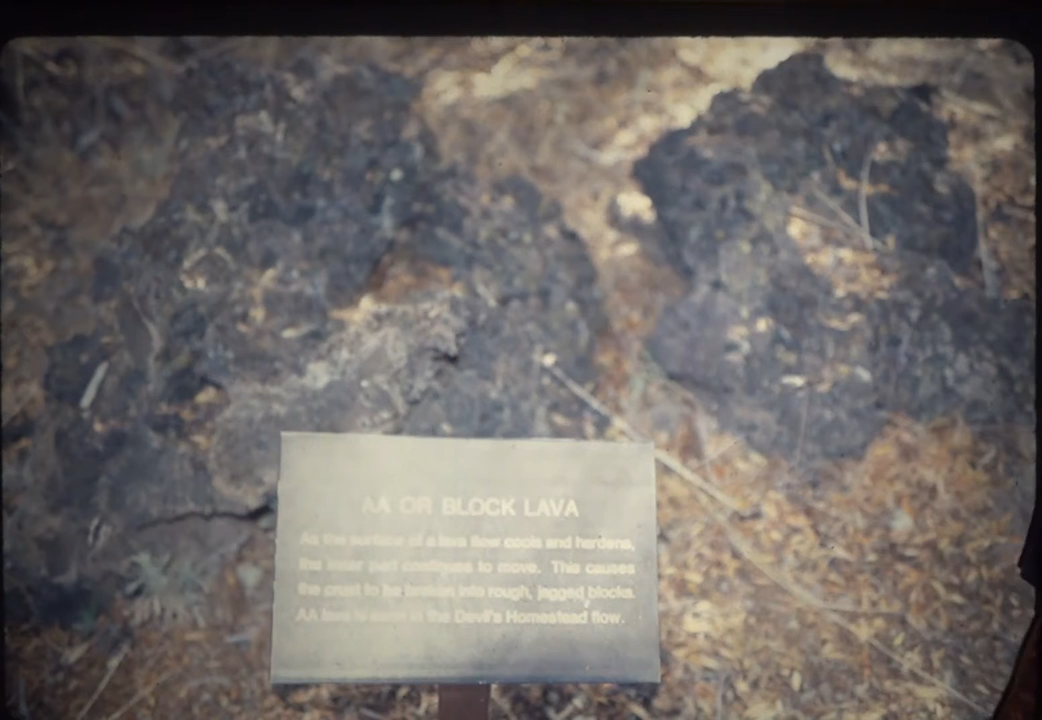 AA OR BLOCK LAVA
As the surface of a lava flow cools and hardens,
the inner part continues to move. This causes
the crust to be broken into rough, jagged blocks.
AA lava is in the Devil's Homestead flow.